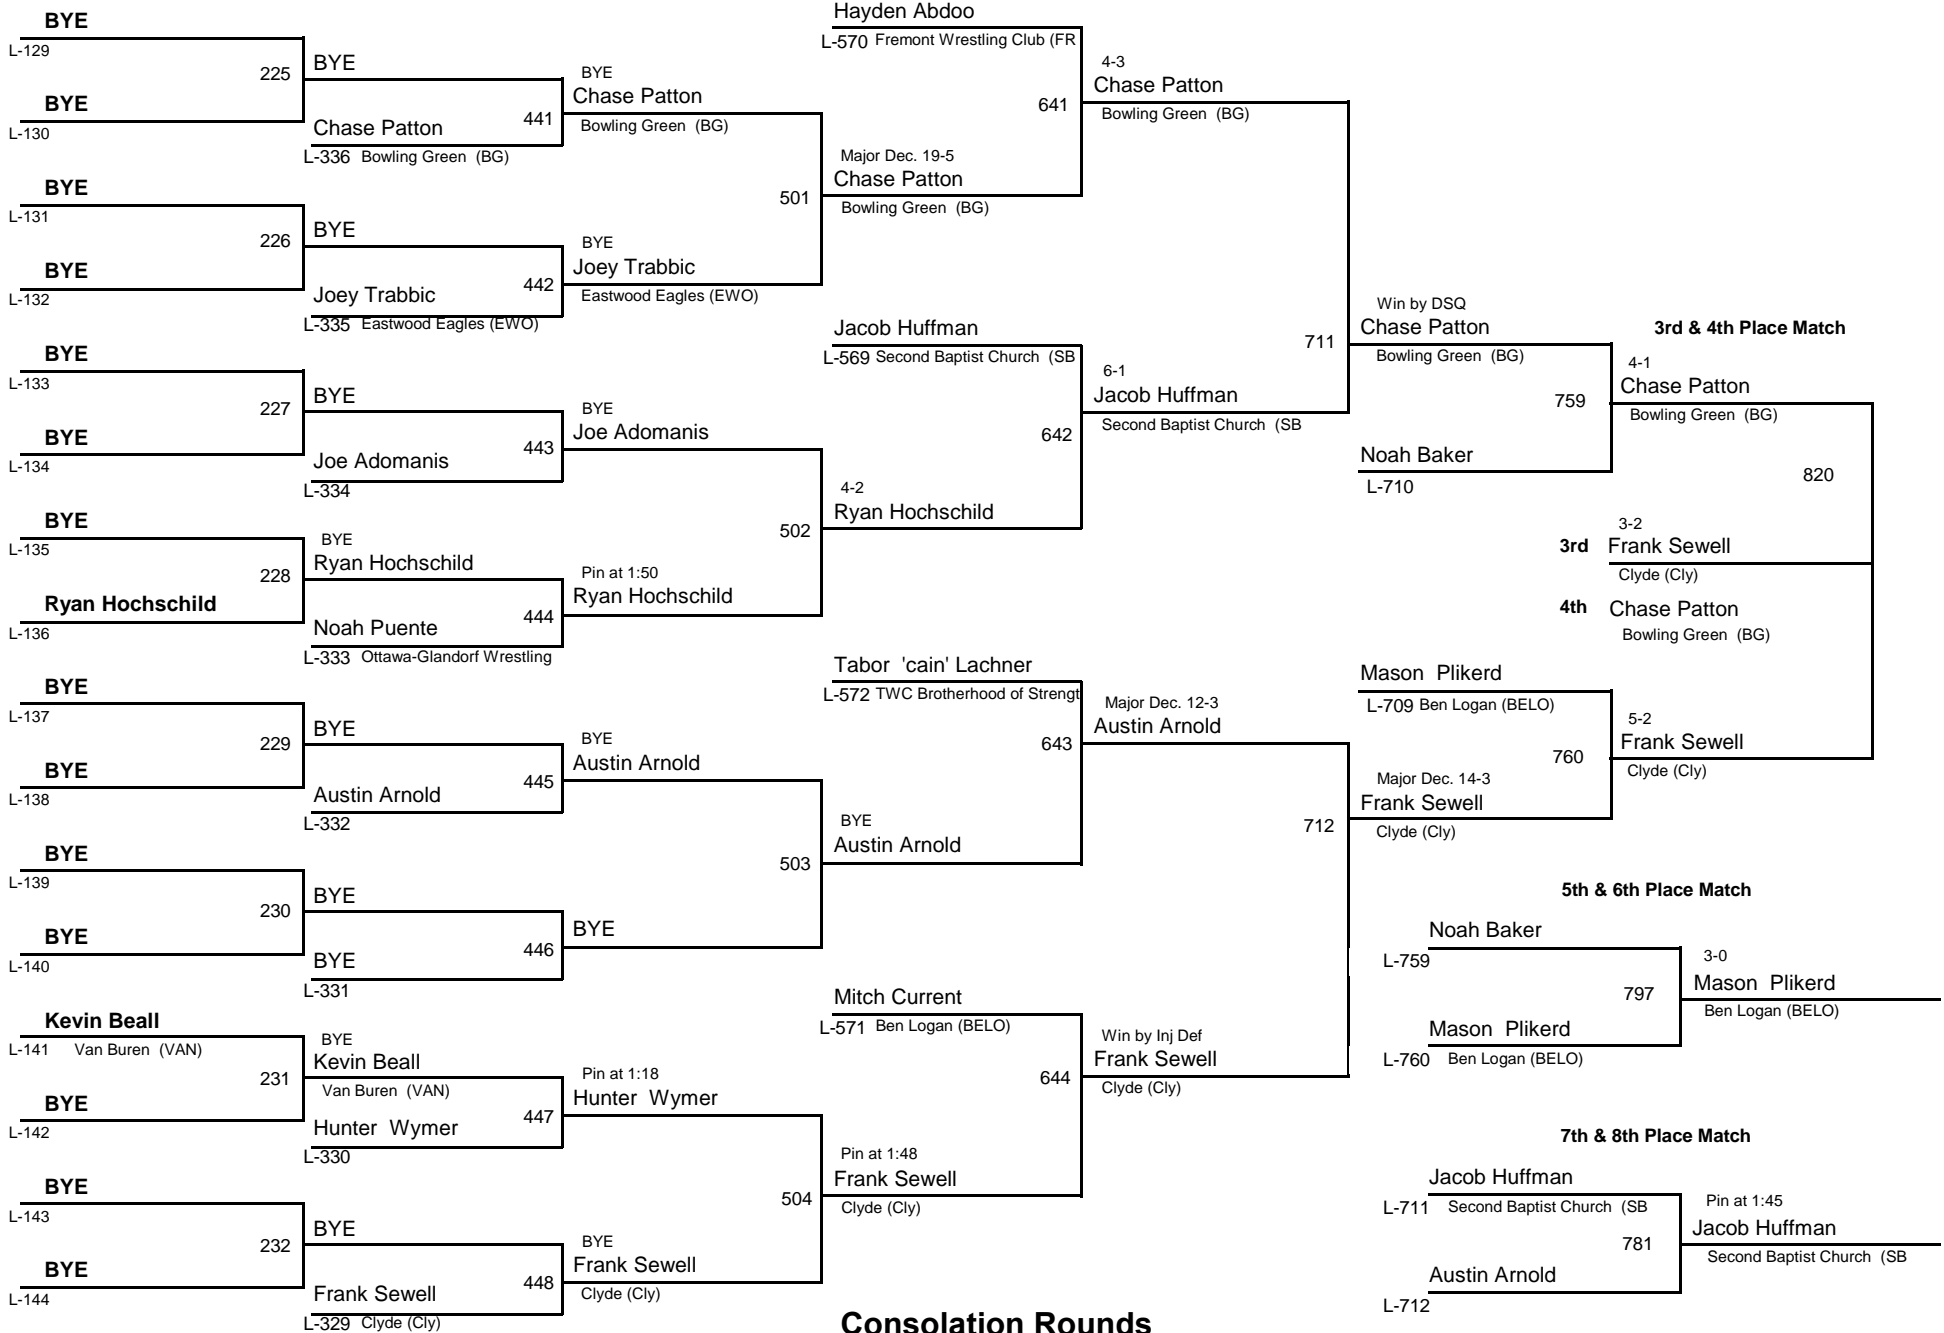 BYE
L-129
225
BYE
L-130
BYE
Chase Patton
L-336 Bowling Green (BG)
441
BYE
Chase Patton
Bowling Green (BG)
BYE
L-131
226
BYE
L-132
BYE
Joey Trabbic
L-335 Eastwood Eagles (EWO)
442
BYE
Joey Trabbic
Eastwood Eagles (EWO)
501
Hayden Abdoo
L-570 Fremont Wrestling Club (FR
641
Major Dec. 19-5
Chase Patton
Bowling Green (BG)
4-3
Chase Patton
Bowling Green (BG)
BYE
L-133
227
BYE
L-134
BYE
Joe Adomanis
L-334
443
BYE
Joe Adomanis
BYE
L-135
228
Ryan Hochschild
L-136
BYE
Ryan Hochschild
Noah Puente
L-333 Ottawa-Glandorf Wrestling
444
Pin at 1:50
Ryan Hochschild
502
Jacob Huffman
L-569 Second Baptist Church (SB
642
4-2
Ryan Hochschild
6-1
Jacob Huffman
Second Baptist Church (SB
711
Win by DSQ
Chase Patton
Bowling Green (BG)
759
Noah Baker
L-710
3rd & 4th Place Match
4-1
Chase Patton
Bowling Green (BG)
820
3-2
3rd Frank Sewell
Clyde (Cly)
4th Chase Patton
Bowling Green (BG)
BYE
L-137
229
BYE
L-138
BYE
Austin Arnold
L-332
445
BYE
Austin Arnold
BYE
L-139
230
BYE
L-140
BYE
BYE
L-331
446
BYE
503
Tabor 'cain' Lachner
L-572 TWC Brotherhood of Strengt
643
BYE
Austin Arnold
Major Dec. 12-3
Austin Arnold
712
Mason Plikerd
L-709 Ben Logan (BELO)
760
Major Dec. 14-3
Frank Sewell
Clyde (Cly)
5-2
Frank Sewell
Clyde (Cly)
Kevin Beall
L-141 Van Buren (VAN)
231
BYE
L-142
BYE
Kevin Beall
Van Buren (VAN)
Hunter Wymer
L-330
447
Pin at 1:18
Hunter Wymer
BYE
L-143
232
BYE
L-144
BYE
Frank Sewell
L-329 Clyde (Cly)
448
BYE
Frank Sewell
Clyde (Cly)
504
Mitch Current
L-571 Ben Logan (BELO)
644
Pin at 1:48
Frank Sewell
Clyde (Cly)
Win by Inj Def
Frank Sewell
Clyde (Cly)
5th & 6th Place Match
Noah Baker
L-759
797
Mason Plikerd
L-760 Ben Logan (BELO)
3-0
Mason Plikerd
Ben Logan (BELO)
7th & 8th Place Match
Jacob Huffman
L-711 Second Baptist Church (SB
781
Austin Arnold
L-712
Pin at 1:45
Jacob Huffman
Second Baptist Church (SB
Consolation Rounds